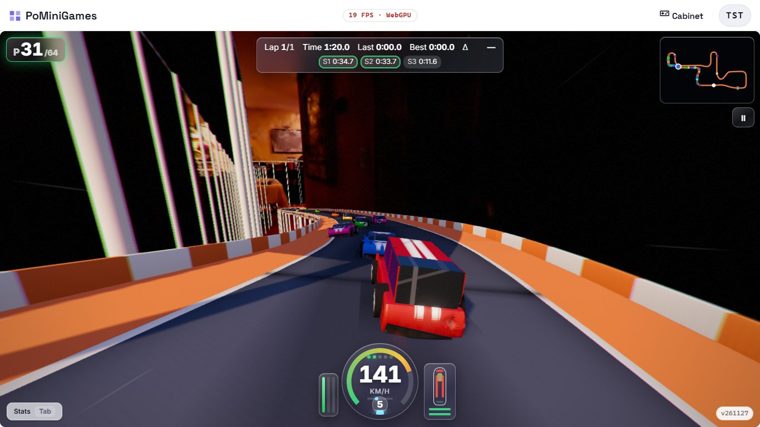 PoMiniGames
19 FPS · WebGPU
Cabinet
TST
P31/64
Lap 1/1 Time 1:20.0 Last 0:00.0 Best 0:00.0 Δ —
S1 0:34.7 S2 0:33.7 S3 0:11.6
141
KM/H
5
Stats Tab
v261127